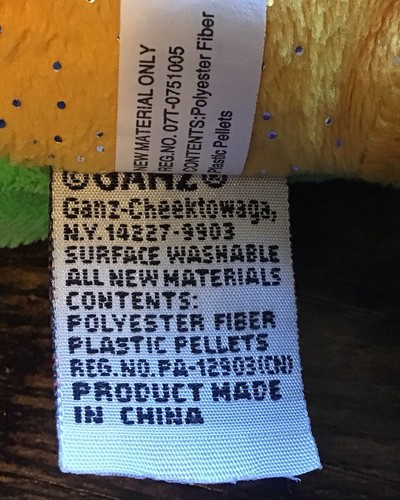 NEW MATERIAL ONLY
REG.NO. 07T-0751005
CONTENTS:Polyester Fiber
Plastic Pellets
©GANZ®
Ganz-Cheektowaga,
N.Y. 14227-9903
SURFACE WASHABLE
ALL NEW MATERIALS
CONTENTS:
POLYESTER FIBER
PLASTIC PELLETS
REG.NO.PA-12903(CN)
PRODUCT MADE
IN CHINA